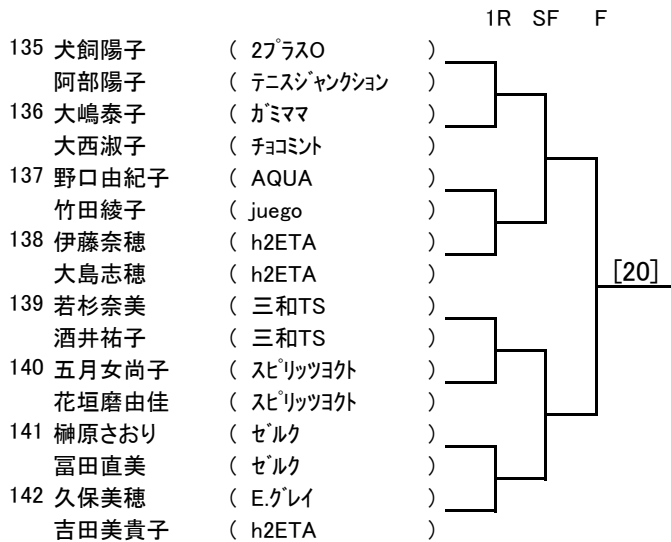 1R SF F
135 犬飼陽子 ( 2プラスO )
阿部陽子 ( ﾃﾆｽｼﾞｬﾝｸｼｮﾝ )
136 大嶋泰子 ( ｶﾞﾐママ )
大西淑子 ( ﾁｮｺﾐﾝﾄ )
137 野口由紀子 ( AQUA )
竹田綾子 ( juego )
138 伊藤奈穂 ( h2ETA )
大島志穂 ( h2ETA )
[20]
139 若杉奈美 ( 三和TS )
酒井祐子 ( 三和TS )
140 五月女尚子 ( ｽﾋﾟﾘｯﾂﾖｸﾄ )
花垣磨由佳 ( ｽﾋﾟﾘｯﾂﾖｸﾄ )
141 榊原さおり ( ｾﾞﾙｸ )
冨田直美 ( ｾﾞﾙｸ )
142 久保美穂 ( E.ｸﾞﾚｲ )
吉田美貴子 ( h2ETA )